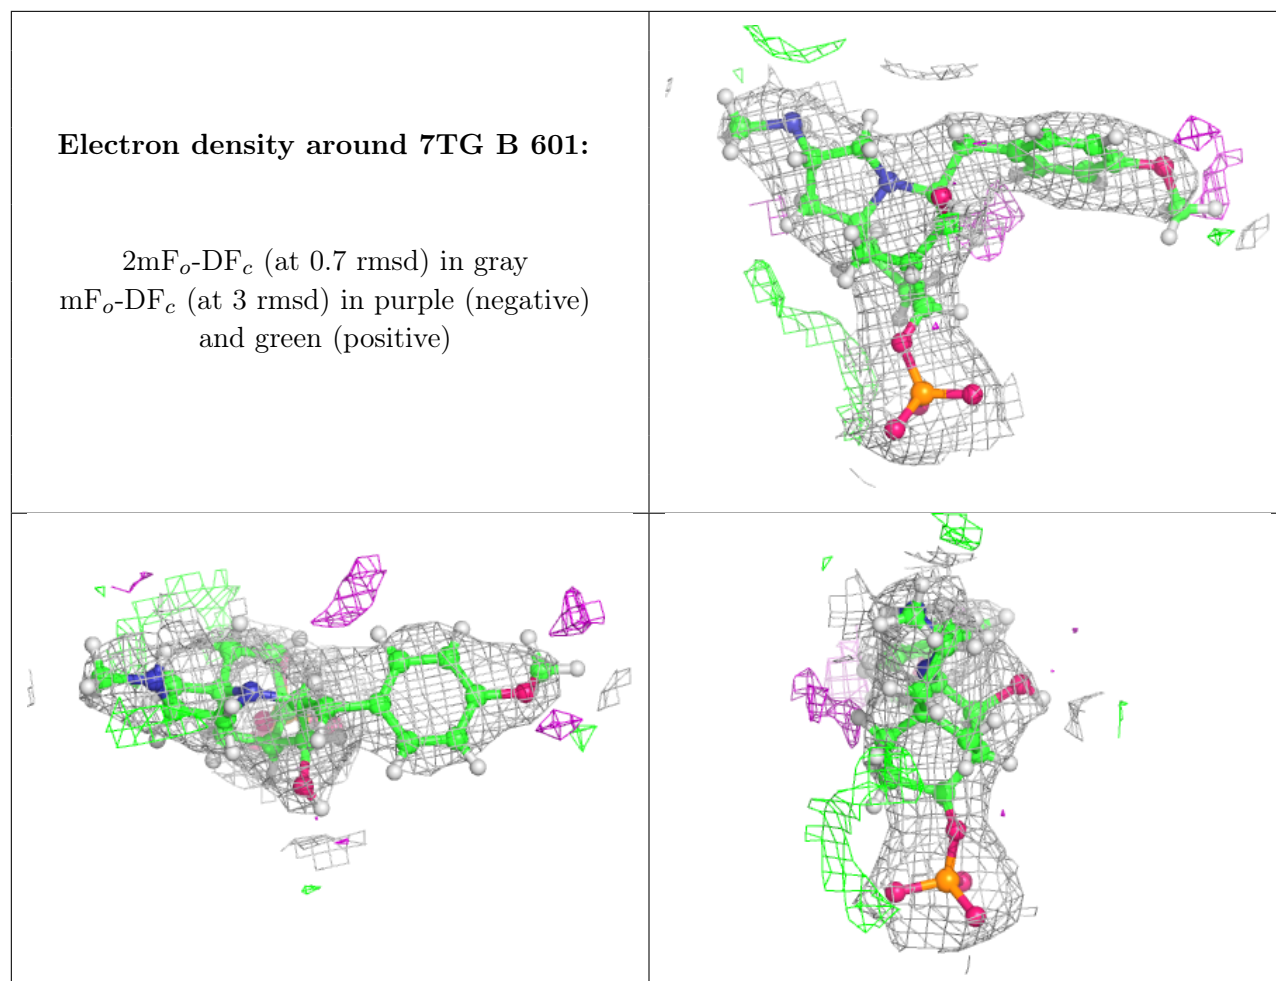 Electron density around 7TG B 601:
2mFₒ-DF𝑐 (at 0.7 rmsd) in gray
mFₒ-DF𝑐 (at 3 rmsd) in purple (negative)
and green (positive)